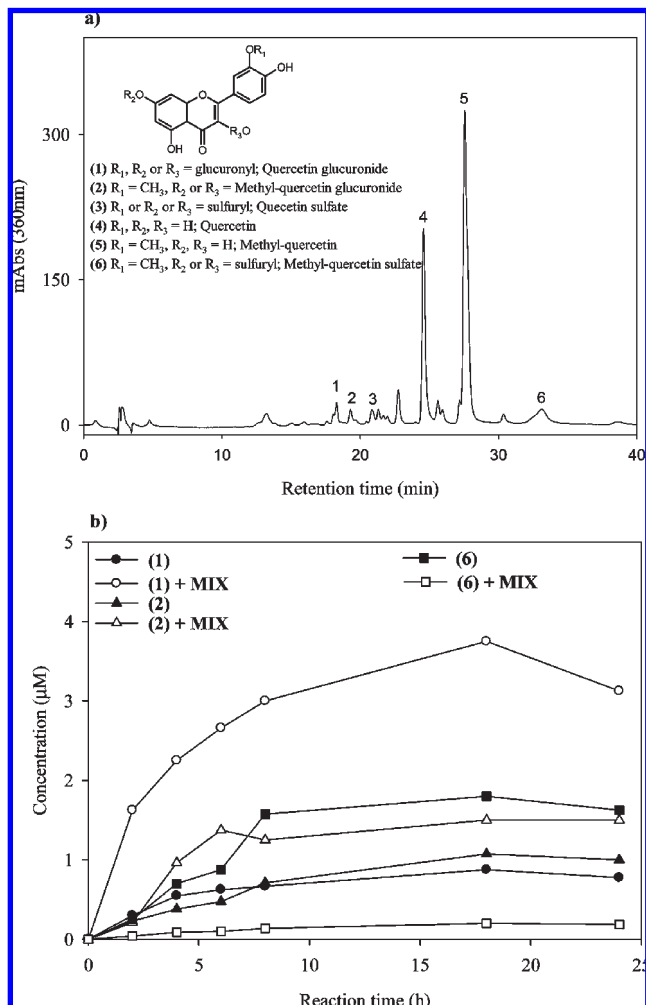 a)
OR1
OH
R2O
O
R3O
OH
O
(1) R1, R2 or R3 = glucuronyl; Quercetin glucuronide
(2) R1 = CH3, R2 or R3 = Methyl-quercetin glucuronide
(3) R1 or R2 or R3 = sulfuryl; Quecetin sulfate
(4) R1, R2, R3 = H; Quercetin
(5) R1 = CH3, R2, R3 = H; Methyl-quercetin
(6) R1 = CH3, R2 or R3 = sulfuryl; Methyl-quercetin sulfate
mAbs (360nm)
300
150
0
1
2
3
4
5
6
0 10 20 30 40
Retention time (min)
b)
(1)
(1) + MIX
(2)
(2) + MIX
(6)
(6) + MIX
Concentration (μM)
5
4
3
2
1
0
0 5 10 15 20 25
Reaction time (h)